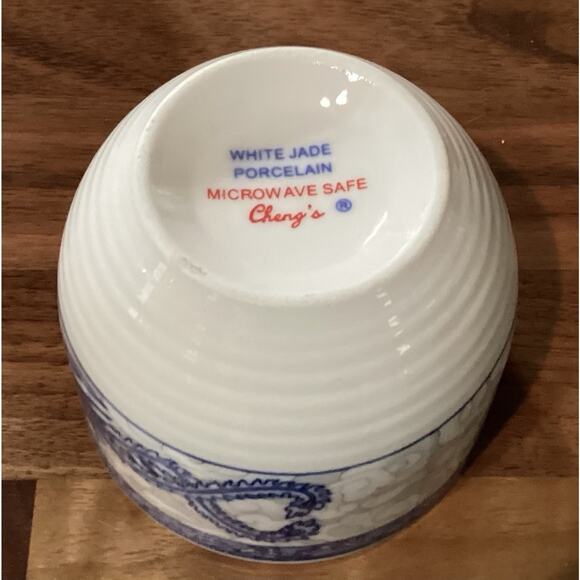 WHITE JADE
PORCELAIN
MICROWAVE SAFE
Cheng's ®